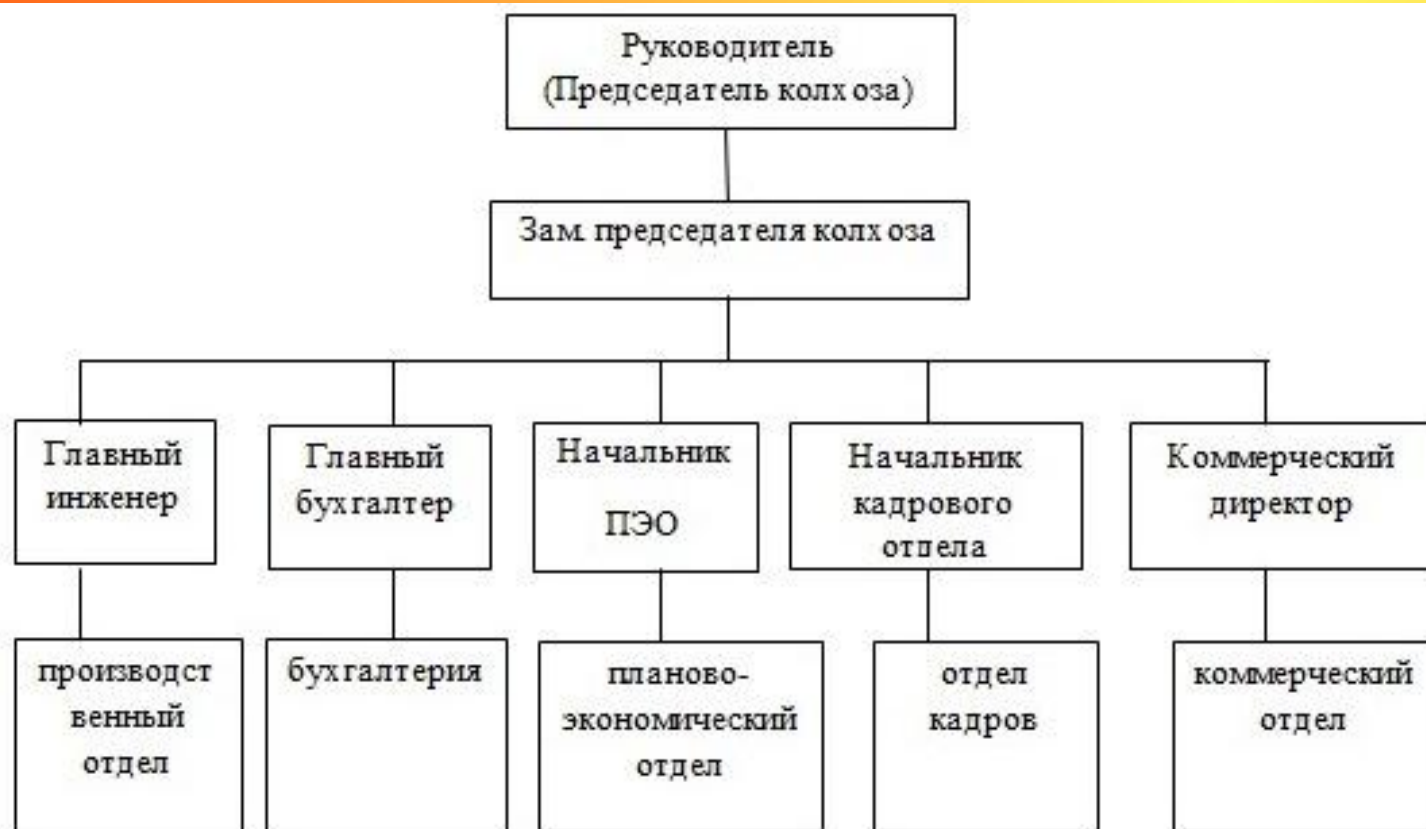 Руководитель
(Председатель колхоза)
Зам. председателя колхоза
Главный
инженер
Главный
бухгалтер
Начальник
ПЭО
Начальник
кадрового
отдела
Коммерческий
директор
производст
венный
отдел
бухгалтерия
планово-
экономический
отдел
отдел
кадров
коммерческий
отдел